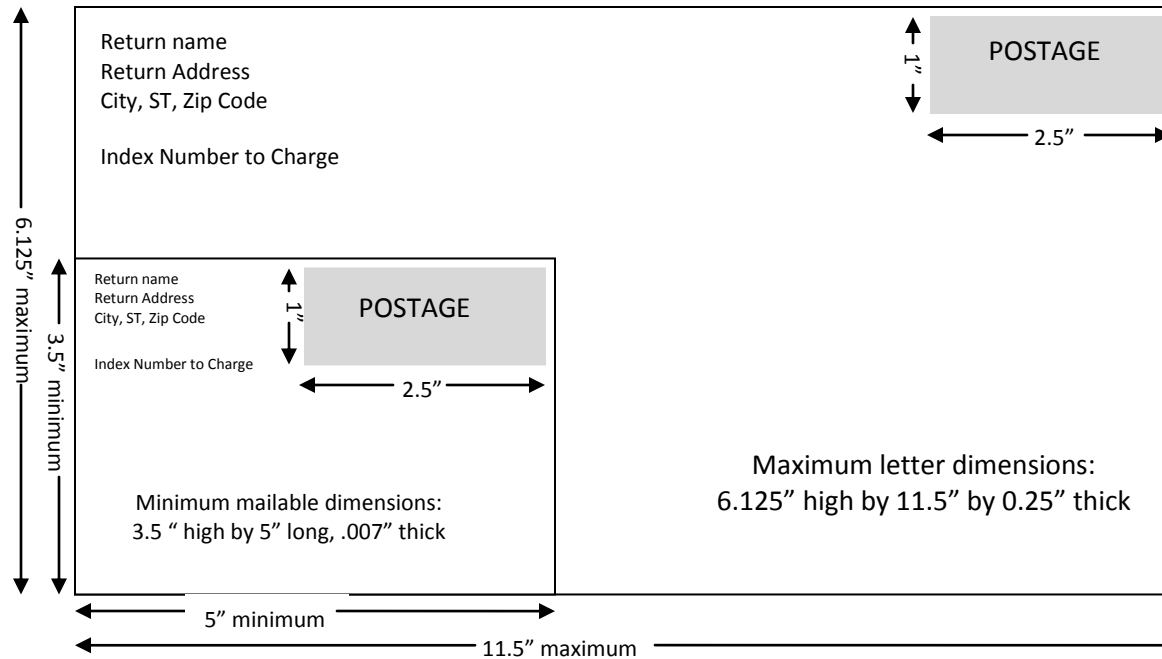 Return name
Return Address
City, ST, Zip Code
Index Number to Charge
POSTAGE
1”
2.5”
6.125” maximum
3.5” minimum
Return name
Return Address
City, ST, Zip Code
Index Number to Charge
1”
POSTAGE
2.5”
Minimum mailable dimensions:
3.5 “ high by 5” long, .007” thick
Maximum letter dimensions:
6.125” high by 11.5” by 0.25” thick
5” minimum
11.5” maximum